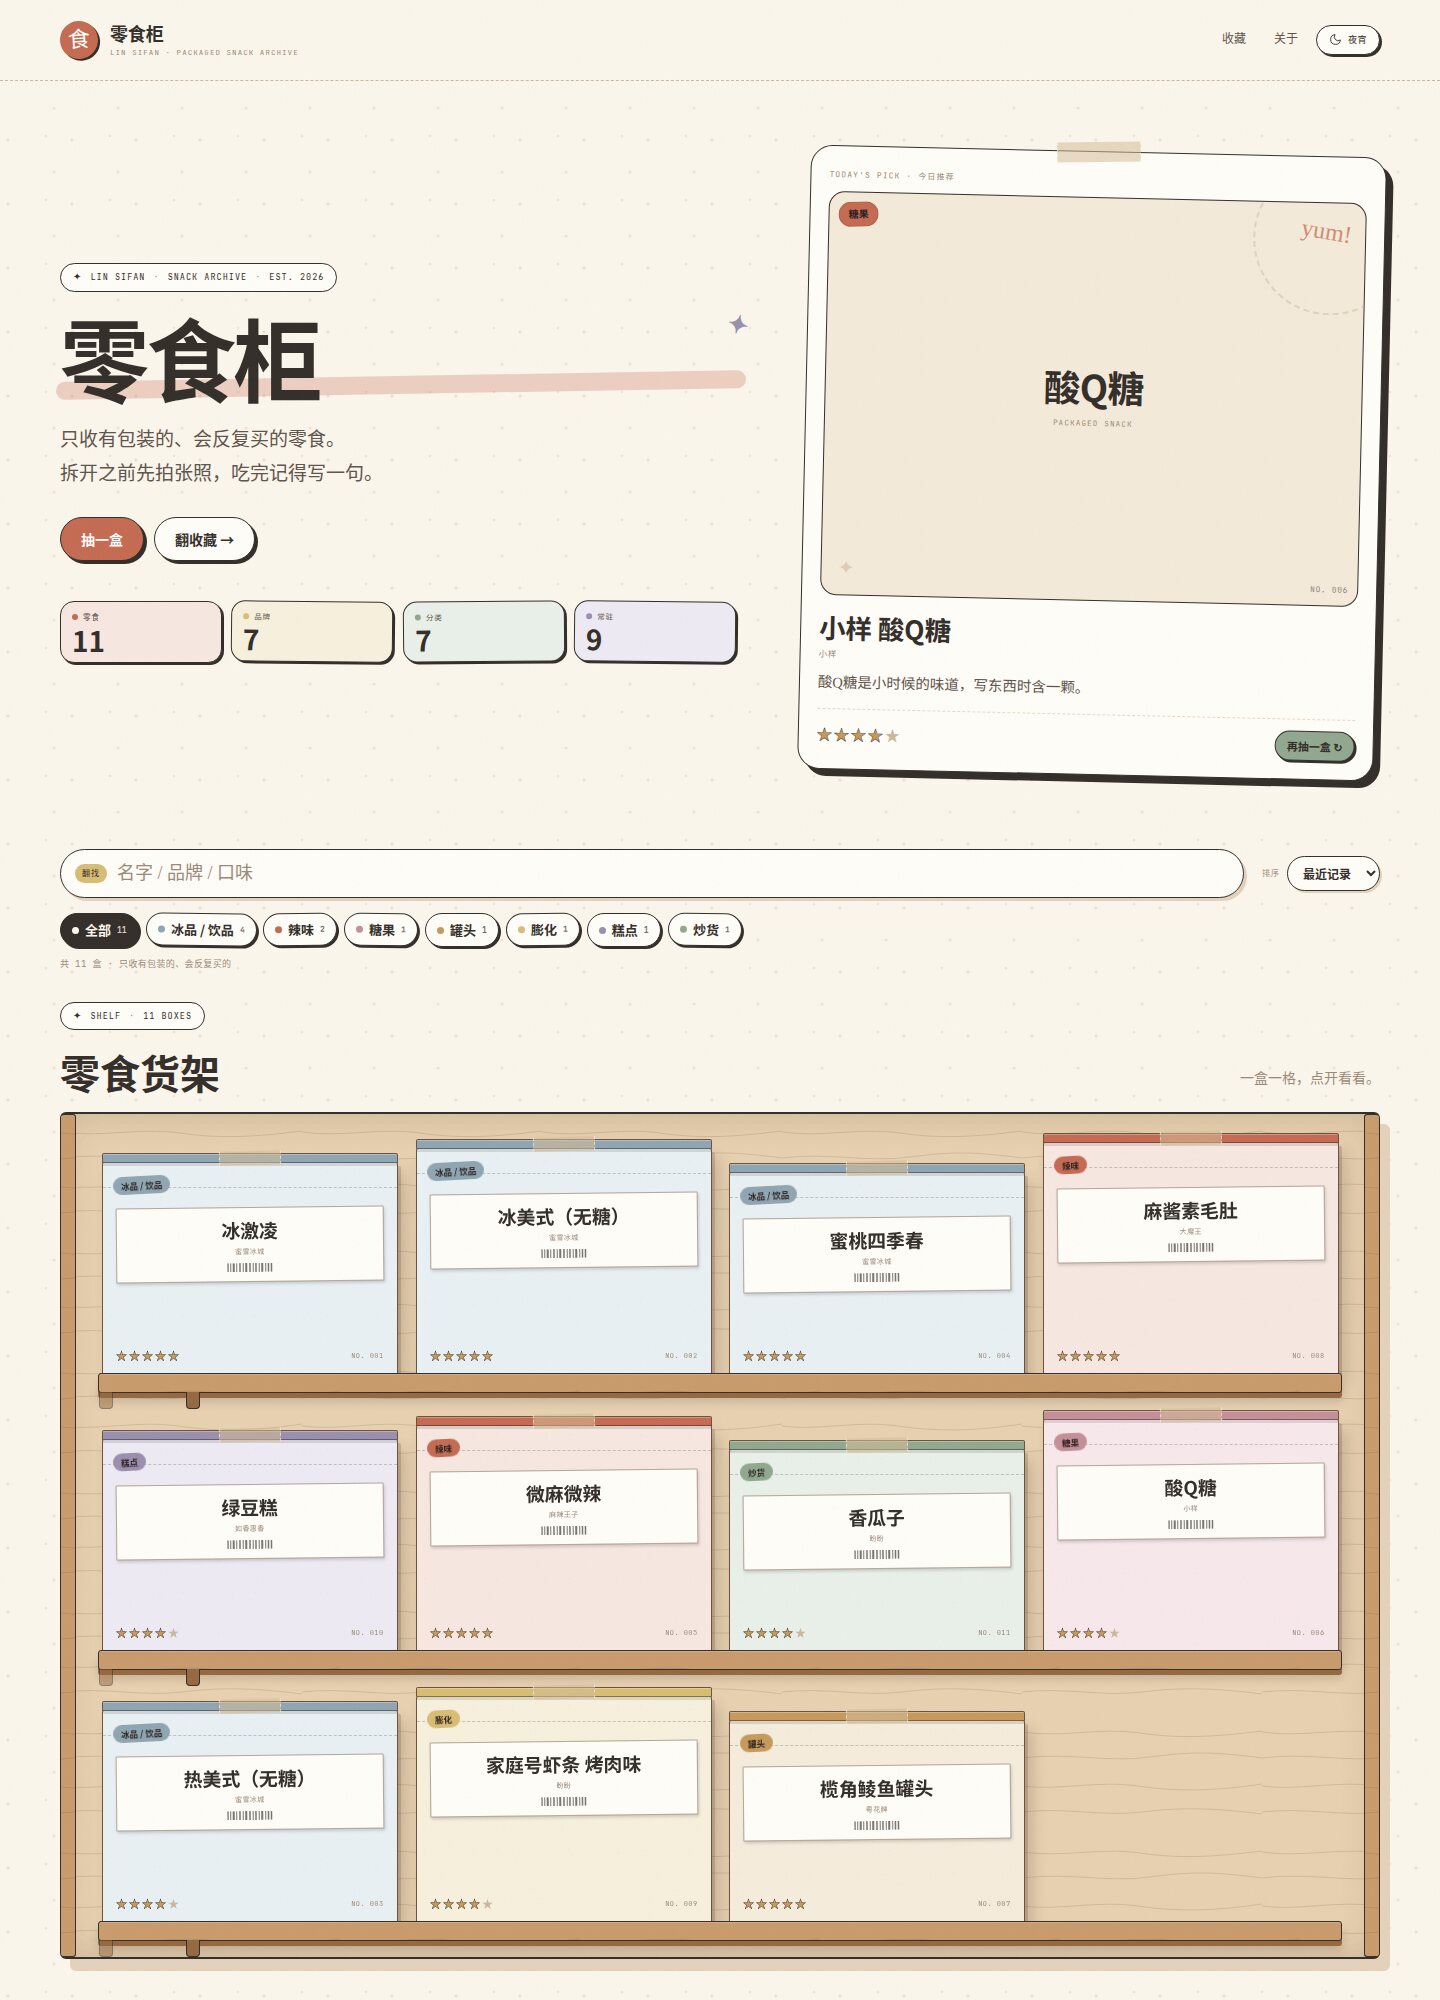 食
零食柜
LIN SIFAN · PACKAGED SNACK ARCHIVE
收藏
关于
夜宵
TODAY'S PICK · 今日推荐
糖果
yum!
酸Q糖
PACKAGED SNACK
NO. 006
小样 酸Q糖
小样
酸Q糖是小时候的味道，写东西时含一颗。
再抽一盒 ↻
✦ LIN SIFAN · SNACK ARCHIVE · EST. 2026
零食柜
只收有包装的、会反复买的零食。
拆开之前先拍张照，吃完记得写一句。
抽一盒
翻收藏 →
零食
11
品牌
7
分类
7
常驻
9
翻找
名字 / 品牌 / 口味
排序
最近记录
全部 11
冰品 / 饮品 4
辣味 2
糖果 1
罐头 1
膨化 1
糕点 1
炒货 1
共 11 盒 · 只收有包装的、会反复买的
✦ SHELF · 11 BOXES
零食货架
一盒一格，点开看看。
冰品 / 饮品
冰激凌
蜜雪冰城
NO. 001
冰品 / 饮品
冰美式（无糖）
蜜雪冰城
NO. 002
冰品 / 饮品
蜜桃四季春
蜜雪冰城
NO. 004
辣味
麻酱素毛肚
大魔王
NO. 008
糕点
绿豆糕
如香思香
NO. 010
辣味
微麻微辣
麻辣王子
NO. 005
炒货
香瓜子
盼盼
NO. 011
糖果
酸Q糖
小样
NO. 006
冰品 / 饮品
热美式（无糖）
蜜雪冰城
NO. 003
膨化
家庭号虾条 烤肉味
盼盼
NO. 009
罐头
榄角鲮鱼罐头
粤花牌
NO. 007